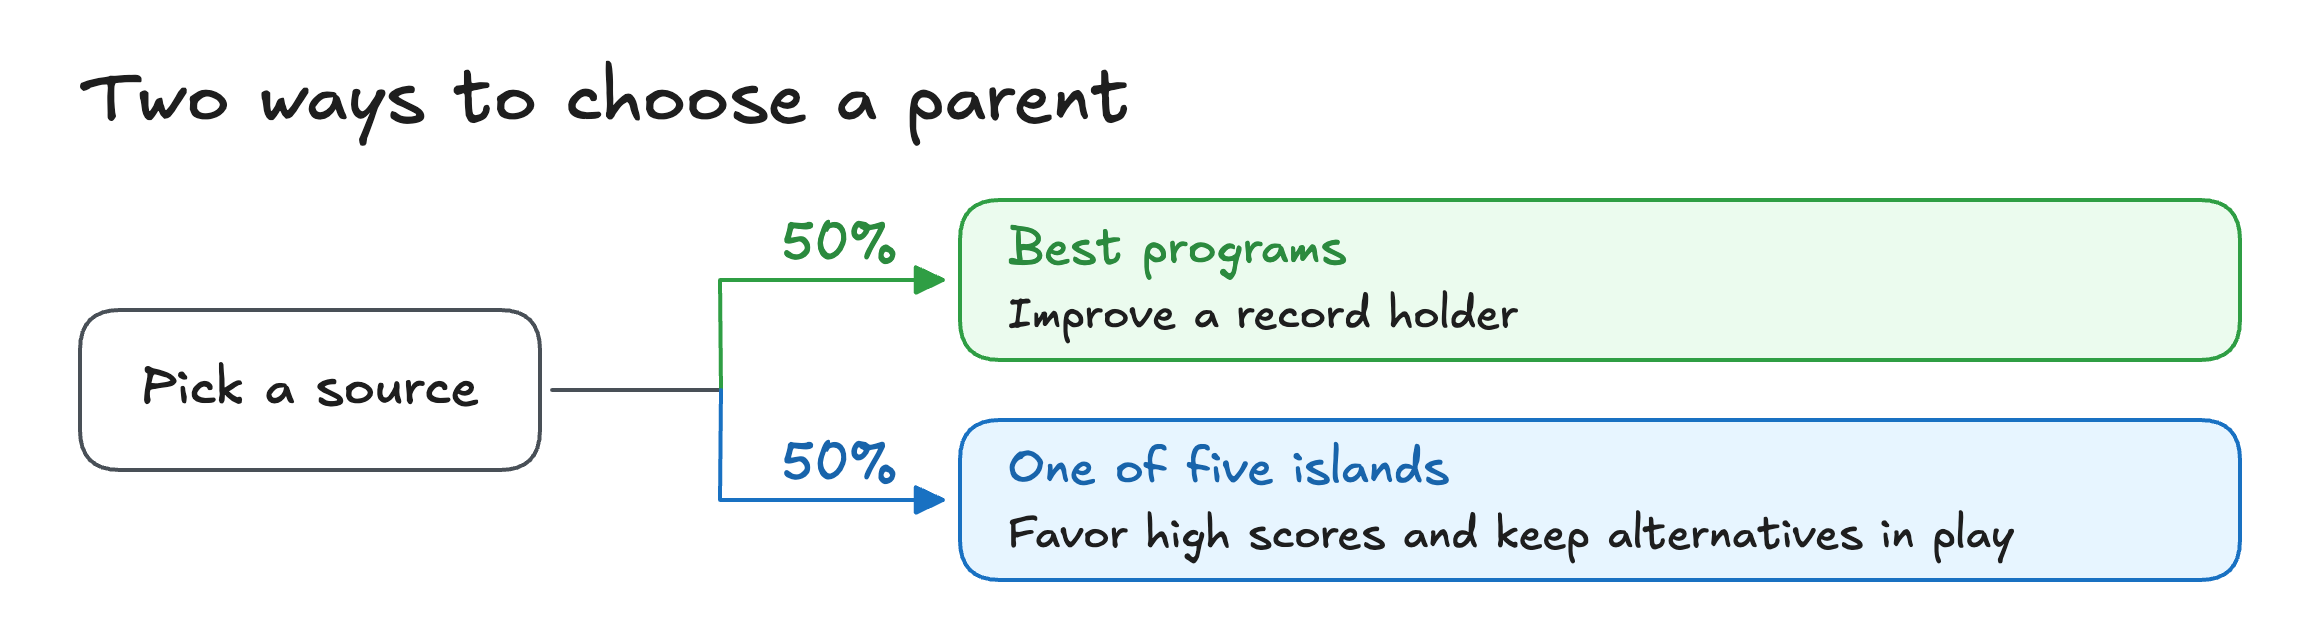 Two ways to choose a parent
Pick a source
50%
Best programs
Improve a record holder
50%
One of five islands
Favor high scores and keep alternatives in play